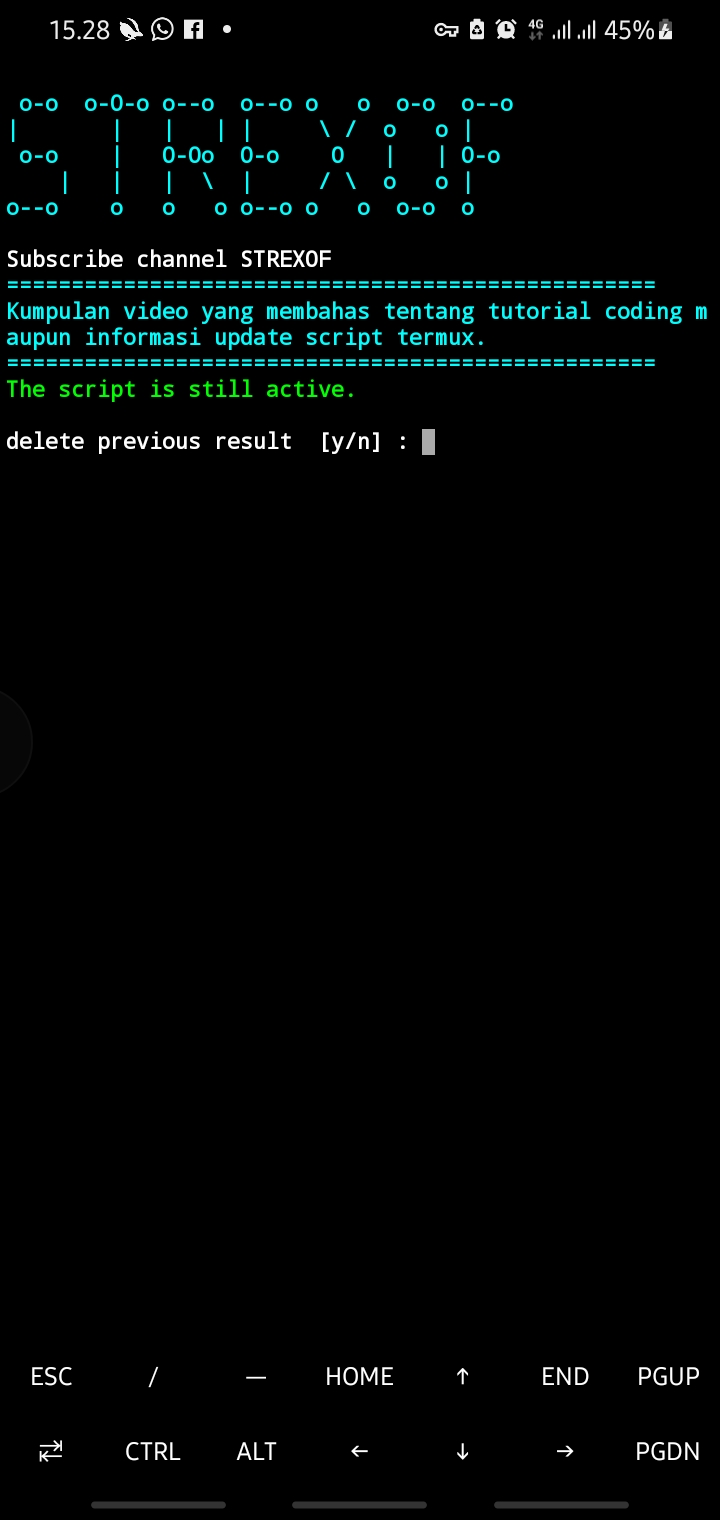 15.28 4G 45%
 o-o  o-O-o o--o  o--o o   o  o-o  o--o
|       |   |   | |     \ /  o   o |
 o-o    |   O-Oo  O-o    O   |   | O-o
    |   |   |  \  |     / \  o   o |
o--o    o   o   o o--o o   o  o-o  o
Subscribe channel STREXOF
==================================================
Kumpulan video yang membahas tentang tutorial coding m
aupun informasi update script termux.
==================================================
The script is still active.
delete previous result  [y/n] :
ESC / — HOME ↑ END PGUP
⇄ CTRL ALT ← ↓ → PGDN